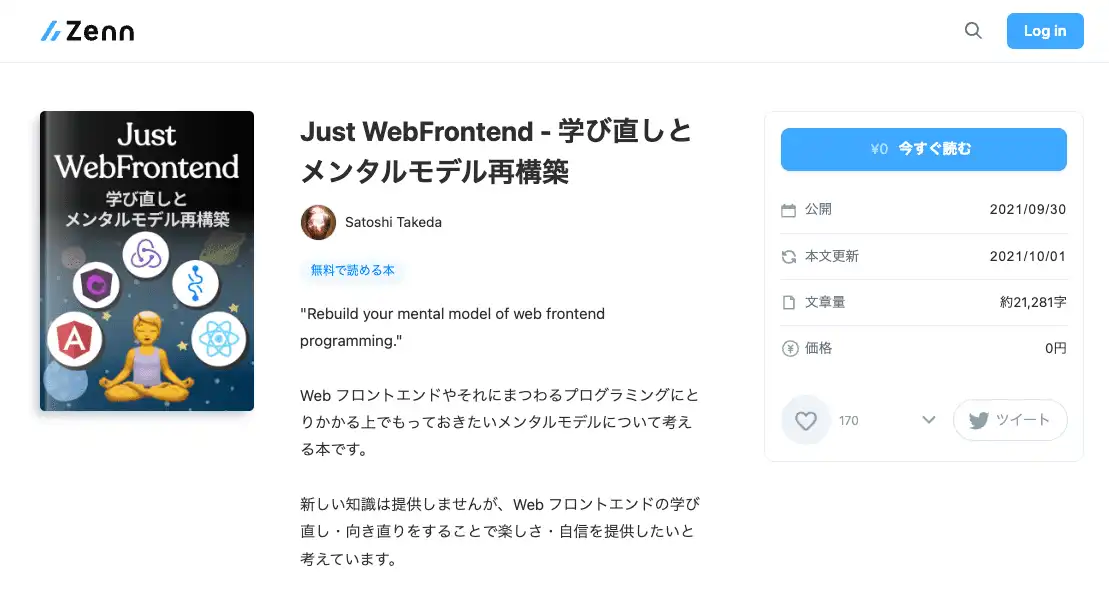 Zenn
Log in
Just
WebFrontend
学び直しと
メンタルモデル再構築
Just WebFrontend - 学び直しと
メンタルモデル再構築
Satoshi Takeda
無料で読める本
"Rebuild your mental model of web frontend
programming."
Web フロントエンドやそれにまつわるプログラミングにと
りかかる上でもっておきたいメンタルモデルについて考え
る本です。
新しい知識は提供しませんが、Web フロントエンドの学び
直し・向き直りをすることで楽しさ・自信を提供したいと
考えています。
¥0 今すぐ読む
公開 2021/09/30
本文更新 2021/10/01
文章量 約21,281字
価格 0円
170 ツイート